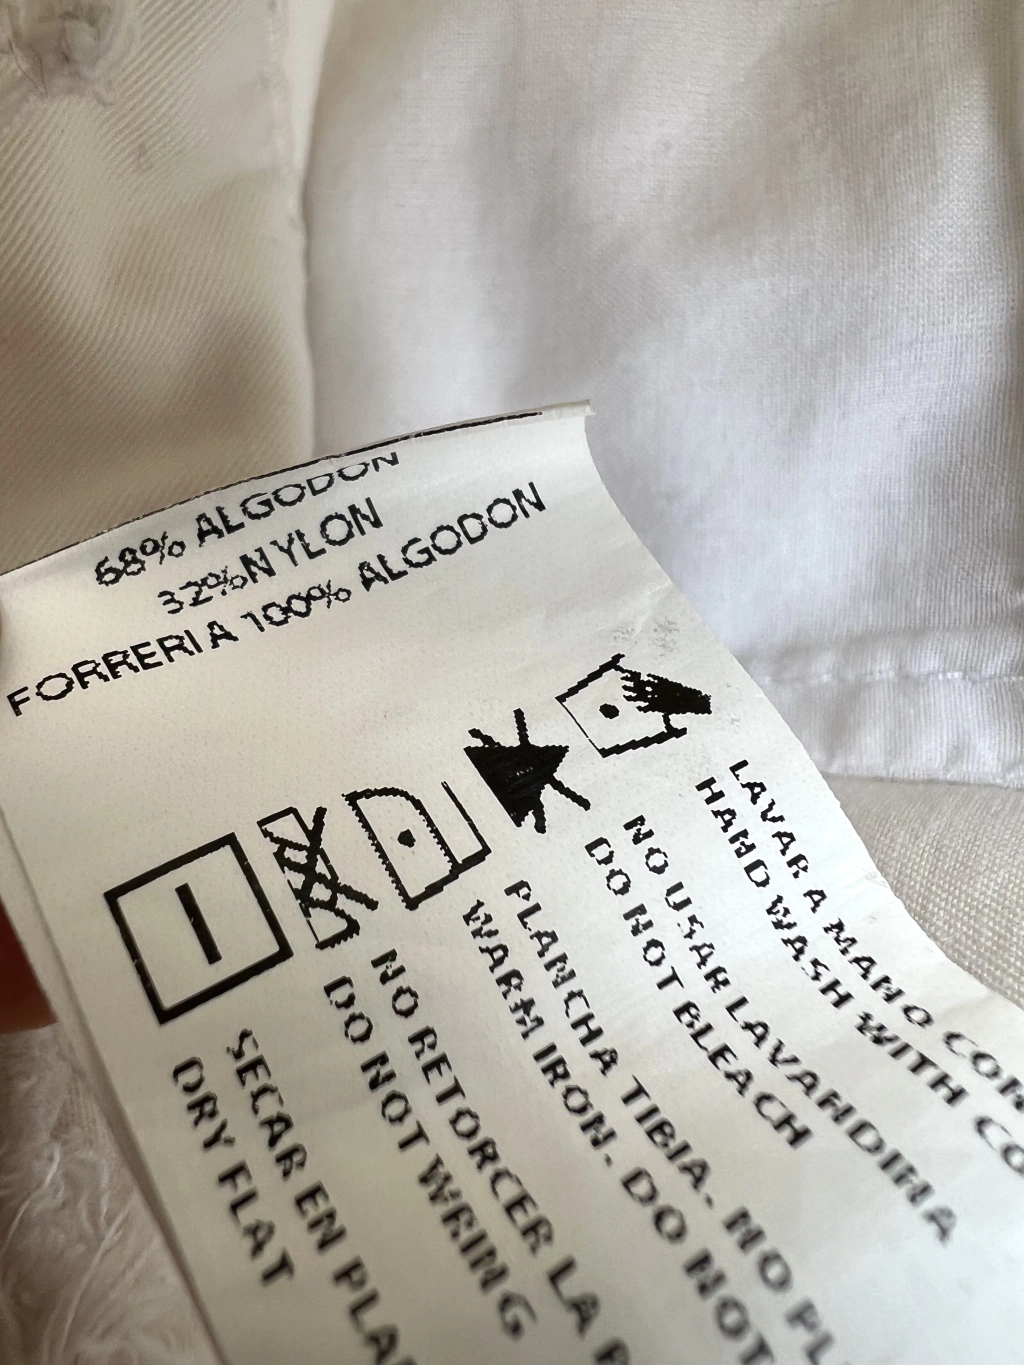 68% ALGODON
32%NYLON
FORRERIA 100% ALGODON
LAVAR A MANO CON
HAND WASH WITH CO
NO USAR LAVANDINA
DO NOT BLEACH
PLANCHA TIBIA. NO PL
WARM IRON. DO NOT
NO RETORCER LA P
DO NOT WRING
SECAR EN PLA
DRY FLAT